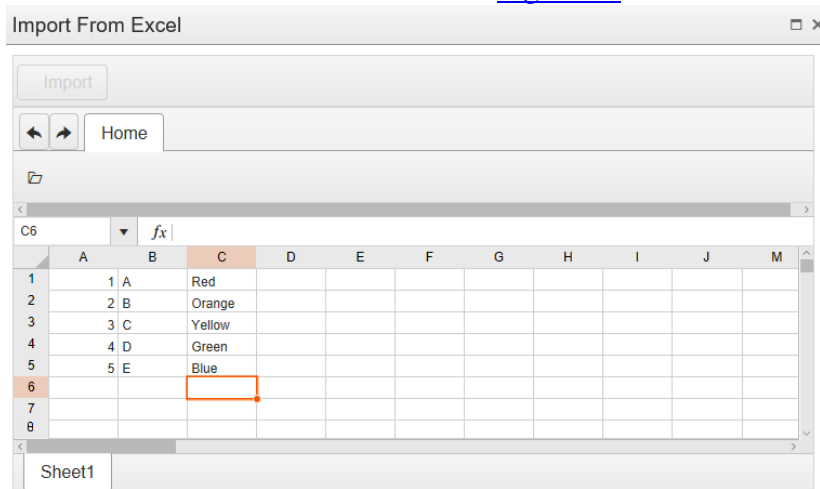 Import From Excel
Import
Home
C6 fx
A B C D E F G H I J M
1 1 A Red
2 2 B Orange
3 3 C Yellow
4 4 D Green
5 5 E Blue
6
7
8
Sheet1